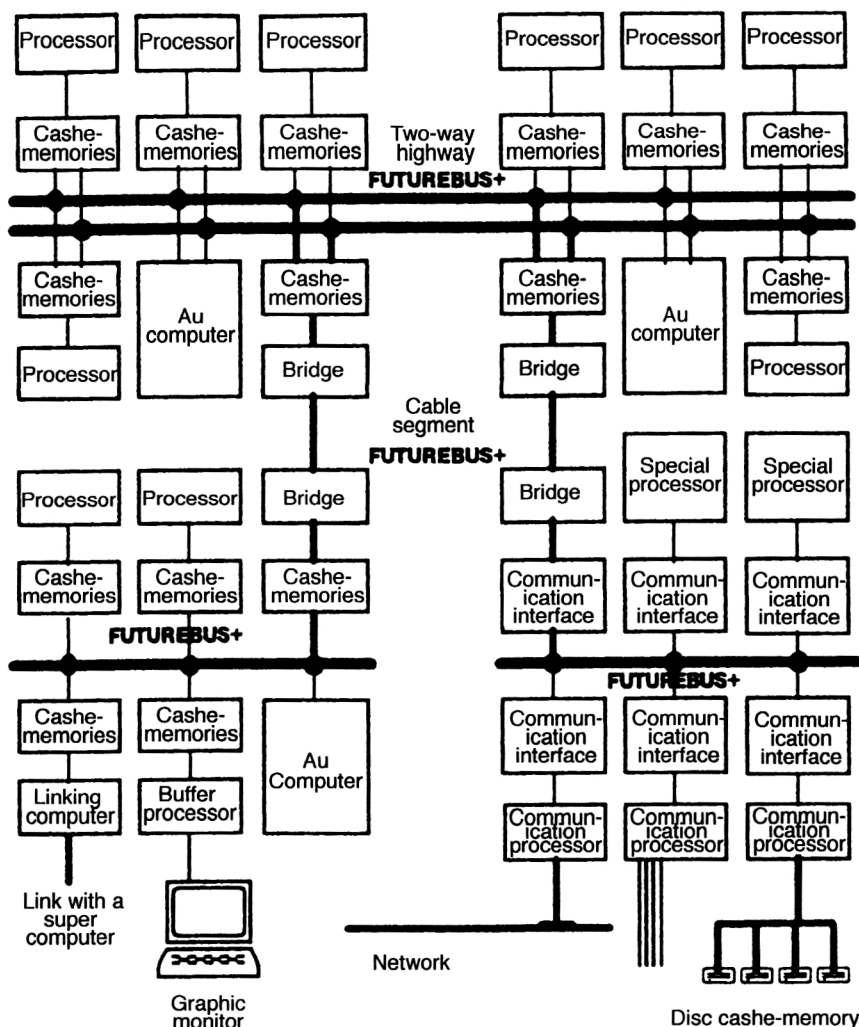 Processor
Processor
Processor
Processor
Processor
Processor
Cashe-
memories
Cashe-
memories
Cashe-
memories
Two-way
highway
FUTUREBUS+
Cashe-
memories
Cashe-
memories
Cashe-
memories
Cashe-
memories
Au
computer
Cashe-
memories
Cashe-
memories
Au
computer
Cashe-
memories
Processor
Bridge
Bridge
Processor
Cable
segment
FUTUREBUS+
Processor
Processor
Bridge
Bridge
Special
processor
Special
processor
Cashe-
memories
Cashe-
memories
Cashe-
memories
Commun-
ication
interface
Commun-
ication
interface
Commun-
ication
interface
FUTUREBUS+
FUTUREBUS+
Cashe-
memories
Cashe-
memories
Au
Computer
Commun-
ication
interface
Commun-
ication
interface
Commun-
ication
interface
Linking
computer
Buffer
processor
Commun-
ication
processor
Commun-
ication
processor
Commun-
ication
processor
Link with a
super
computer
Graphic
monitor
Network
Disc cashe-memory